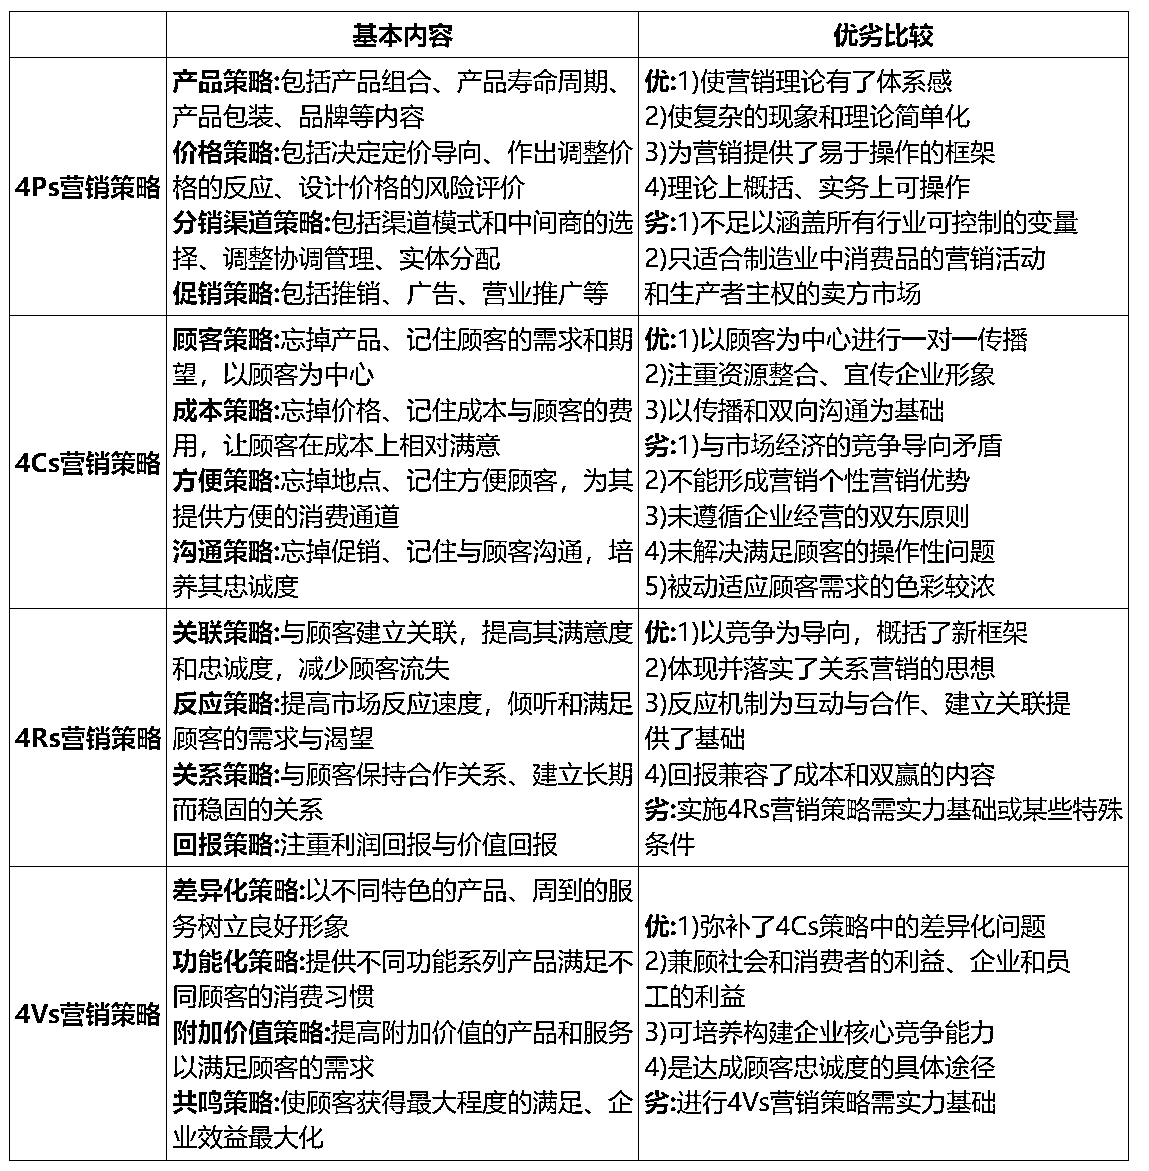 基本内容
优劣比较
4Ps营销策略
产品策略:包括产品组合、产品寿命周期、
产品包装、品牌等内容
价格策略:包括决定定价导向、作出调整价
格的反应、设计价格的风险评价
分销渠道策略:包括渠道模式和中间商的选
择、调整协调管理、实体分配
促销策略:包括推销、广告、营业推广等
优:1)使营销理论有了体系感
2)使复杂的现象和理论简单化
3)为营销提供了易于操作的框架
4)理论上概括、实务上可操作
劣:1)不足以涵盖所有行业可控制的变量
2)只适合制造业中消费品的营销活动
和生产者主权的卖方市场
4Cs营销策略
顾客策略:忘掉产品、记住顾客的需求和期
望，以顾客为中心
成本策略:忘掉价格、记住成本与顾客的费
用，让顾客在成本上相对满意
方便策略:忘掉地点、记住方便顾客，为其
提供方便的消费通道
沟通策略:忘掉促销、记住与顾客沟通，培
养其忠诚度
优:1)以顾客为中心进行一对一传播
2)注重资源整合、宣传企业形象
3)以传播和双向沟通为基础
劣:1)与市场经济的竞争导向矛盾
2)不能形成营销个性营销优势
3)未遵循企业经营的双东原则
4)未解决满足顾客的操作性问题
5)被动适应顾客需求的色彩较浓
4Rs营销策略
关联策略:与顾客建立关联，提高其满意度
和忠诚度，减少顾客流失
反应策略:提高市场反应速度，倾听和满足
顾客的需求与渴望
关系策略:与顾客保持合作关系、建立长期
而稳固的关系
回报策略:注重利润回报与价值回报
优:1)以竞争为导向，概括了新框架
2)体现并落实了关系营销的思想
3)反应机制为互动与合作、建立关联提
供了基础
4)回报兼容了成本和双赢的内容
劣:实施4Rs营销策略需实力基础或某些特殊
条件
4Vs营销策略
差异化策略:以不同特色的产品、周到的服
务树立良好形象
功能化策略:提供不同功能系列产品满足不
同顾客的消费习惯
附加价值策略:提高附加价值的产品和服务
以满足顾客的需求
共鸣策略:使顾客获得最大程度的满足、企
业效益最大化
优:1)弥补了4Cs策略中的差异化问题
2)兼顾社会和消费者的利益、企业和员
工的利益
3)可培养构建企业核心竞争能力
4)是达成顾客忠诚度的具体途径
劣:进行4Vs营销策略需实力基础